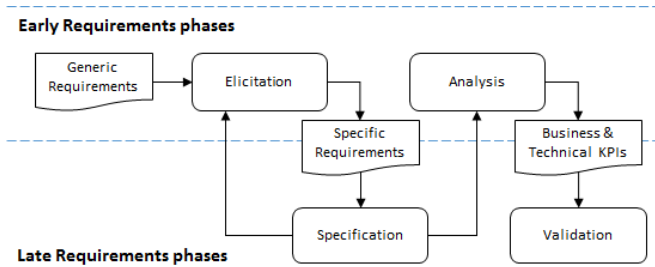 Early Requirements phases
Generic
Requirements
Elicitation
Analysis
Specific
Requirements
Business &
Technical KPIs
Specification
Validation
Late Requirements phases